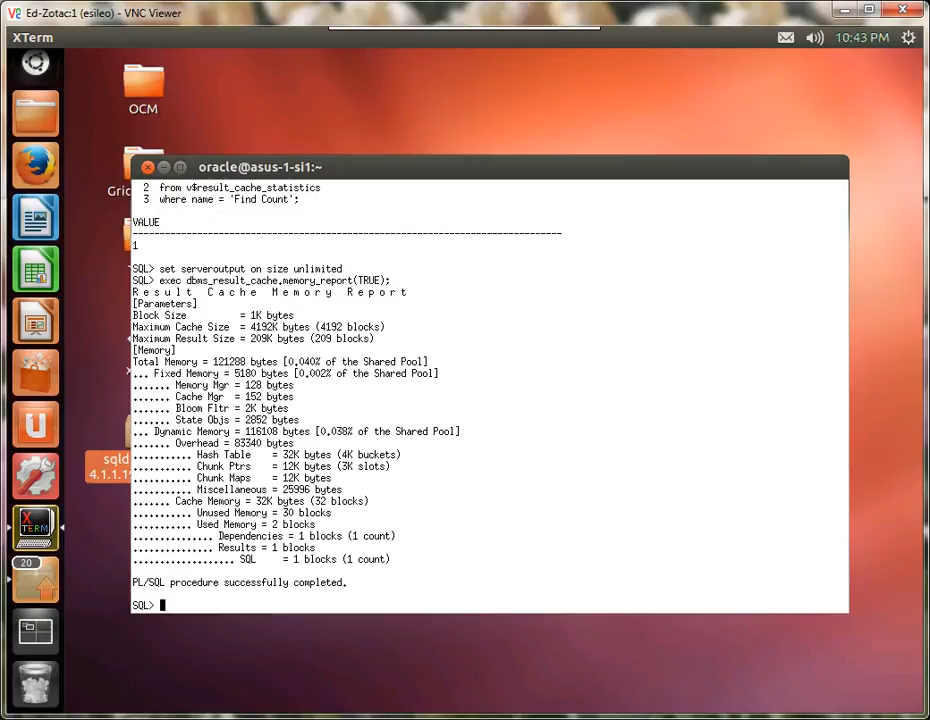 Ed-Zotac:1 (esileo) - VNC Viewer
XTerm
10:43 PM
OCM
Gric
oracle@asus-1-si1:~
2 from v$result_cache_statistics
3 where name = 'Find Count';
VALUE
--------------------------------------------------------------------------------
1
SQL> set serveroutput on size unlimited
SQL> exec dbms_result_cache.memory_report(TRUE);
R e s u l t   C a c h e   M e m o r y   R e p o r t
[Parameters]
Block Size          = 1K bytes
Maximum Cache Size  = 4192K bytes (4192 blocks)
Maximum Result Size = 209K bytes (209 blocks)
[Memory]
Total Memory = 121288 bytes [0.040% of the Shared Pool]
... Fixed Memory = 5180 bytes [0.002% of the Shared Pool]
....... Memory Mgr = 128 bytes
....... Cache Mgr  = 152 bytes
....... Bloom Fltr = 2K bytes
....... State Objs = 2852 bytes
... Dynamic Memory = 116108 bytes [0.038% of the Shared Pool]
....... Overhead = 83340 bytes
........... Hash Table    = 32K bytes (4K buckets)
........... Chunk Ptrs    = 12K bytes (3K slots)
........... Chunk Maps    = 12K bytes
........... Miscellaneous = 25996 bytes
....... Cache Memory = 32K bytes (32 blocks)
........... Unused Memory = 30 blocks
........... Used Memory = 2 blocks
............... Dependencies = 1 blocks (1 count)
............... Results = 1 blocks
................... SQL     = 1 blocks (1 count)
PL/SQL procedure successfully completed.
SQL>
sqld
4.1.1.19
X
TERM
20